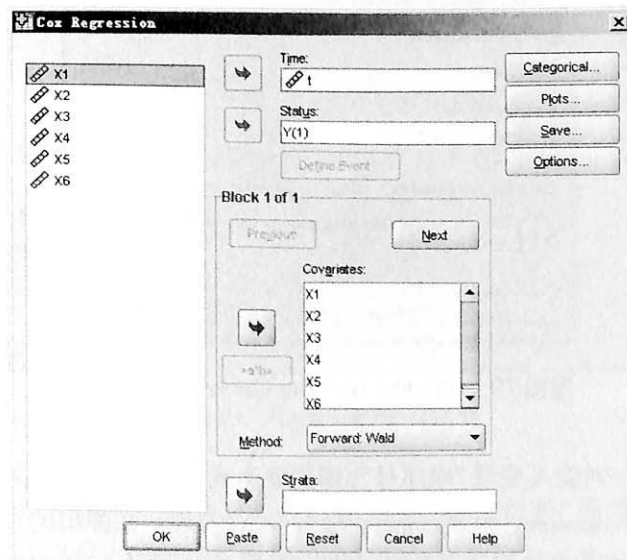 Cox Regression
X1
X2
X3
X4
X5
X6
Time:
t
Status:
Y(1)
Define Event
Block 1 of 1
Previous
Next
Covariates:
X1
X2
X3
X4
X5
X6
>a*b>
Method:
Forward: Wald
Strata:
Categorical...
Plots...
Save...
Options...
OK
Paste
Reset
Cancel
Help